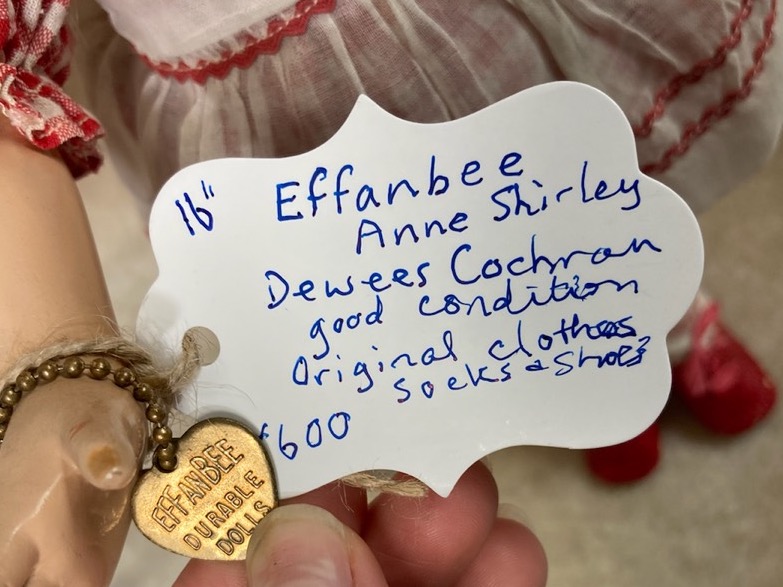 16" Effanbee
Anne Shirley
Dewees Cochran
good condition
Original clothes
socks & Shoes
$600
EFFANBEE
DURABLE
DOLLS